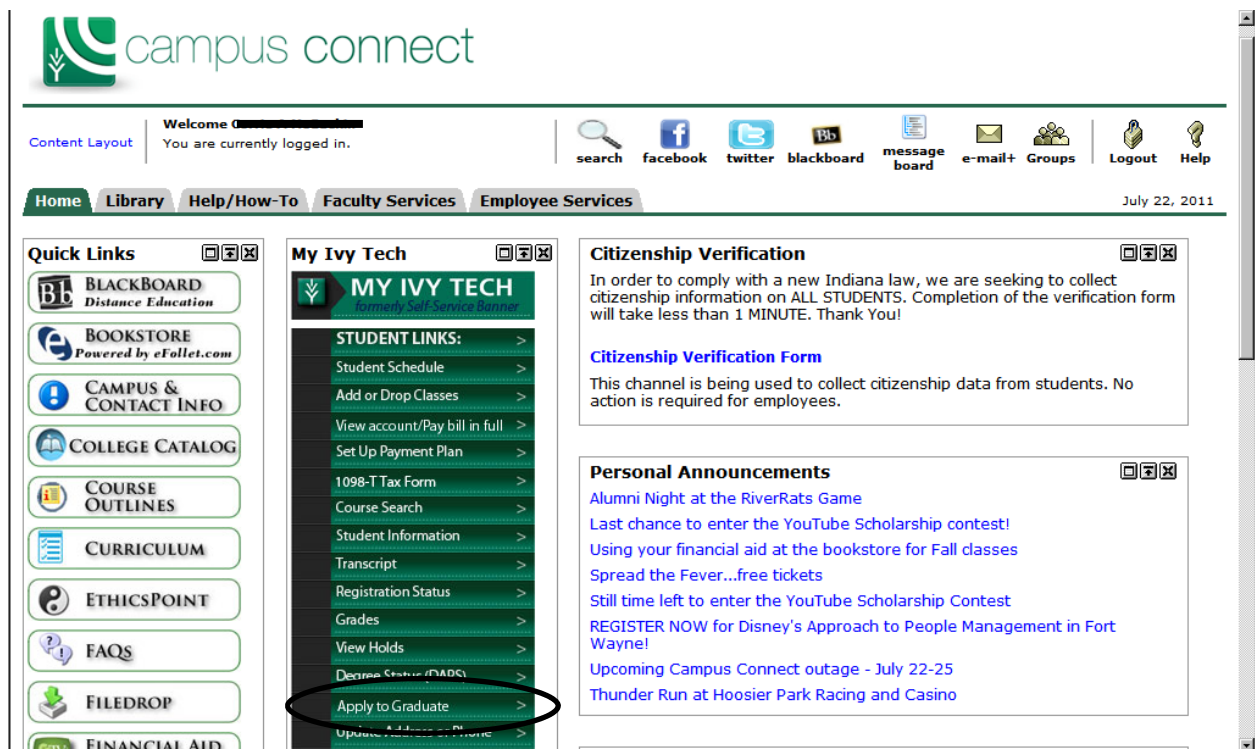 campus connect
Content Layout
Welcome
You are currently logged in.
search
facebook
twitter
Bb
blackboard
message
board
e-mail+
Groups
Logout
Help
Home
Library
Help/How-To
Faculty Services
Employee Services
July 22, 2011
Quick Links
Bb
BLACKBOARD
Distance Education
BOOKSTORE
Powered by eFollet.com
CAMPUS &
CONTACT INFO
COLLEGE CATALOG
COURSE
OUTLINES
CURRICULUM
ETHICSPOINT
FAQS
FILEDROP
FINANCIAL AID
My Ivy Tech
MY IVY TECH
formerly Self-Service Banner
STUDENT LINKS: >
Student Schedule >
Add or Drop Classes >
View account/Pay bill in full >
Set Up Payment Plan >
1098-T Tax Form >
Course Search >
Student Information >
Transcript >
Registration Status >
Grades >
View Holds >
Degree Status (DARS) >
Apply to Graduate >
Update Address or Phone >
Citizenship Verification
In order to comply with a new Indiana law, we are seeking to collect
citizenship information on ALL STUDENTS. Completion of the verification form
will take less than 1 MINUTE. Thank You!
Citizenship Verification Form
This channel is being used to collect citizenship data from students. No
action is required for employees.
Personal Announcements
Alumni Night at the RiverRats Game
Last chance to enter the YouTube Scholarship contest!
Using your financial aid at the bookstore for Fall classes
Spread the Fever...free tickets
Still time left to enter the YouTube Scholarship Contest
REGISTER NOW for Disney's Approach to People Management in Fort
Wayne!
Upcoming Campus Connect outage - July 22-25
Thunder Run at Hoosier Park Racing and Casino